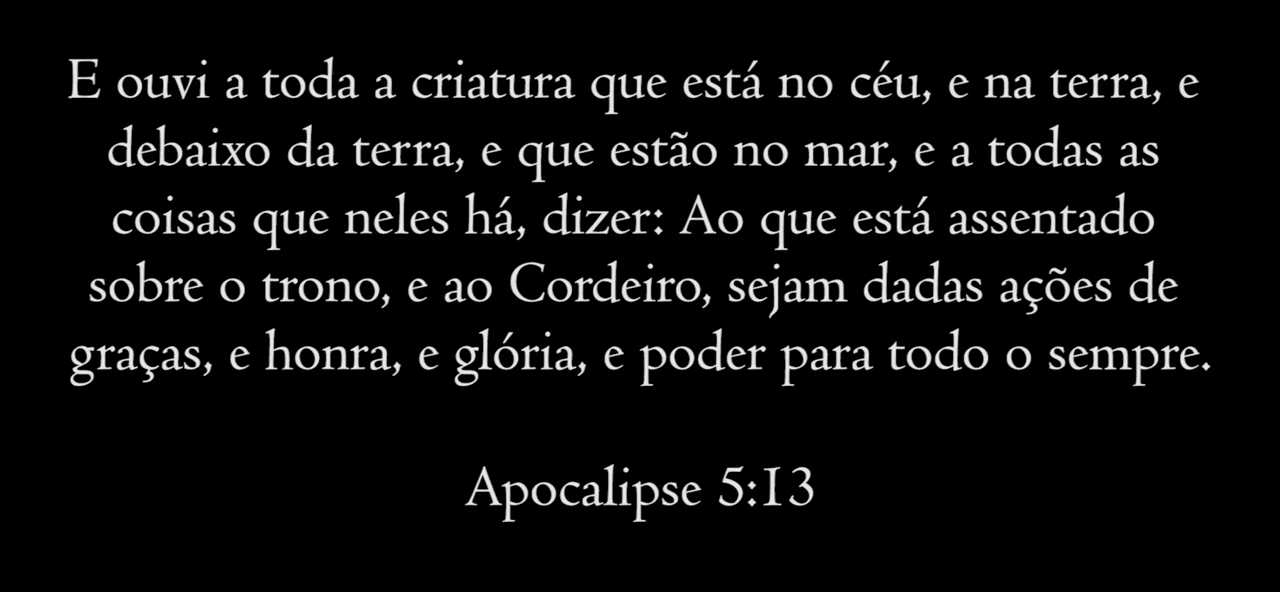 E ouvi a toda a criatura que está no céu, e na terra, e
debaixo da terra, e que estão no mar, e a todas as
coisas que neles há, dizer: Ao que está assentado
sobre o trono, e ao Cordeiro, sejam dadas ações de
graças, e honra, e glória, e poder para todo o sempre.
Apocalipse 5:13